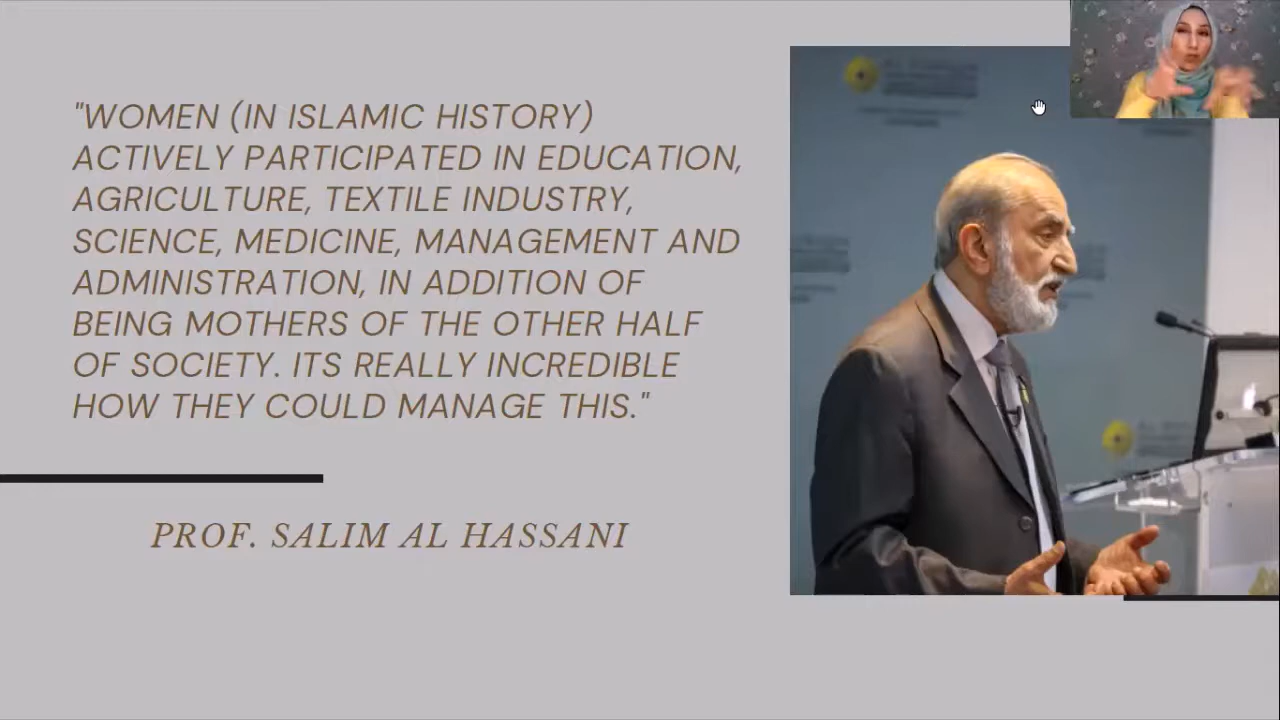 "WOMEN (IN ISLAMIC HISTORY)
ACTIVELY PARTICIPATED IN EDUCATION,
AGRICULTURE, TEXTILE INDUSTRY,
SCIENCE, MEDICINE, MANAGEMENT AND
ADMINISTRATION, IN ADDITION OF
BEING MOTHERS OF THE OTHER HALF
OF SOCIETY. ITS REALLY INCREDIBLE
HOW THEY COULD MANAGE THIS."
PROF. SALIM AL HASSANI